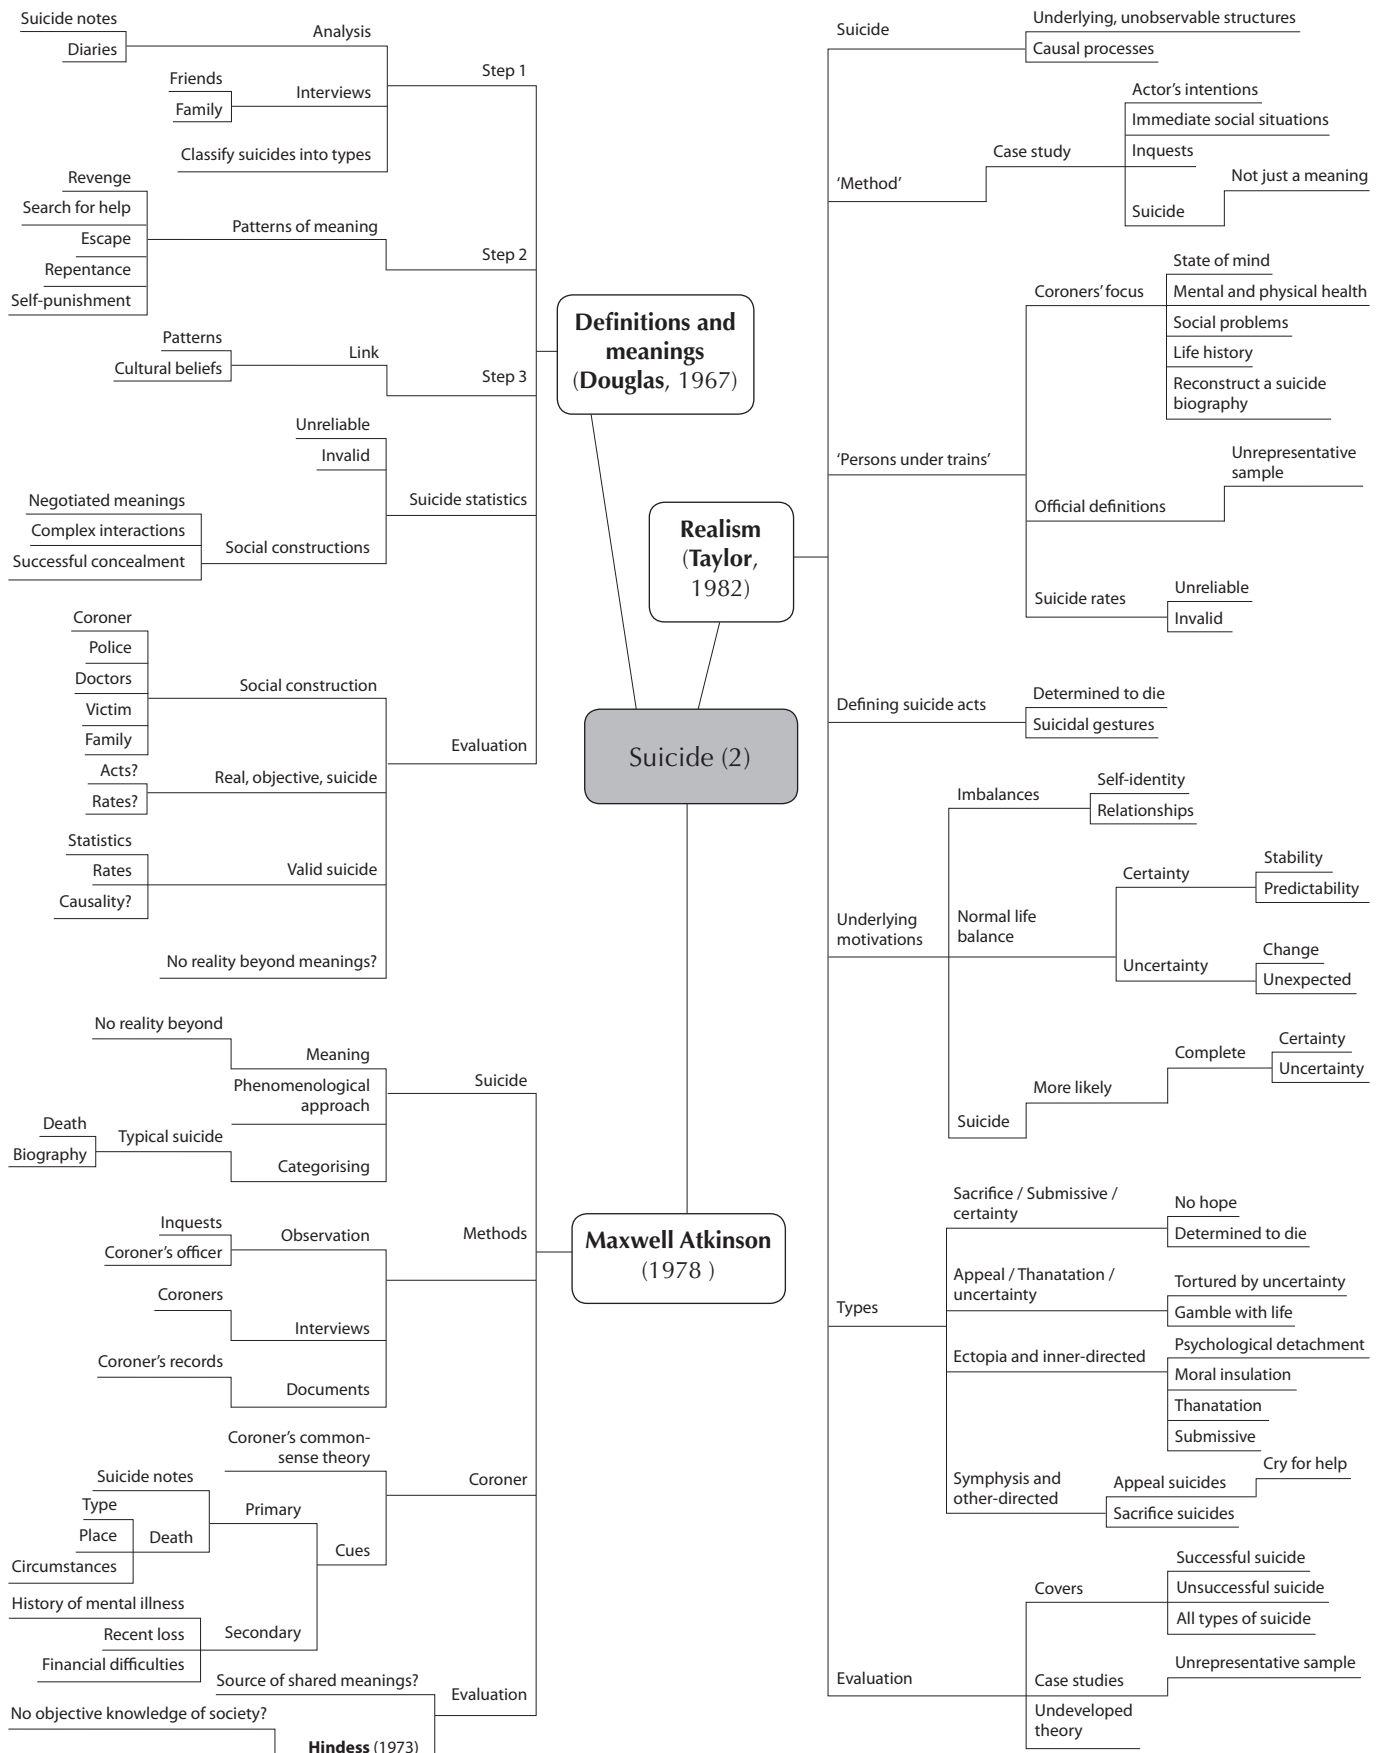 Suicide (2)
Definitions and
meanings
(Douglas, 1967)
Step 1
Analysis
Suicide notes
Diaries
Interviews
Friends
Family
Classify suicides into types
Step 2
Patterns of meaning
Revenge
Search for help
Escape
Repentance
Self-punishment
Step 3
Link
Patterns
Cultural beliefs
Suicide statistics
Unreliable
Invalid
Social constructions
Negotiated meanings
Complex interactions
Successful concealment
Evaluation
Social construction
Coroner
Police
Doctors
Victim
Family
Real, objective, suicide
Acts?
Rates?
Valid suicide
Statistics
Rates
Causality?
No reality beyond meanings?
Maxwell Atkinson
(1978 )
Suicide
Meaning
No reality beyond
Phenomenological
approach
Categorising
Typical suicide
Death
Biography
Methods
Observation
Inquests
Coroner's officer
Interviews
Coroners
Documents
Coroner's records
Coroner
Coroner's common-
sense theory
Cues
Primary
Suicide notes
Death
Type
Place
Circumstances
Secondary
History of mental illness
Recent loss
Financial difficulties
Evaluation
Source of shared meanings?
Hindess (1973)
No objective knowledge of society?
Realism
(Taylor,
1982)
Suicide
Underlying, unobservable structures
Causal processes
‘Method’
Case study
Actor's intentions
Immediate social situations
Inquests
Suicide
Not just a meaning
‘Persons under trains’
Coroners' focus
State of mind
Mental and physical health
Social problems
Life history
Reconstruct a suicide
biography
Official definitions
Unrepresentative
sample
Suicide rates
Unreliable
Invalid
Defining suicide acts
Determined to die
Suicidal gestures
Underlying
motivations
Imbalances
Self-identity
Relationships
Normal life
balance
Certainty
Stability
Predictability
Uncertainty
Change
Unexpected
Suicide
More likely
Complete
Certainty
Uncertainty
Types
Sacrifice / Submissive /
certainty
No hope
Determined to die
Appeal / Thanatation /
uncertainty
Tortured by uncertainty
Gamble with life
Ectopia and inner-directed
Psychological detachment
Moral insulation
Thanatation
Submissive
Symphysis and
other-directed
Appeal suicides
Cry for help
Sacrifice suicides
Evaluation
Covers
Successful suicide
Unsuccessful suicide
All types of suicide
Case studies
Unrepresentative sample
Undeveloped
theory